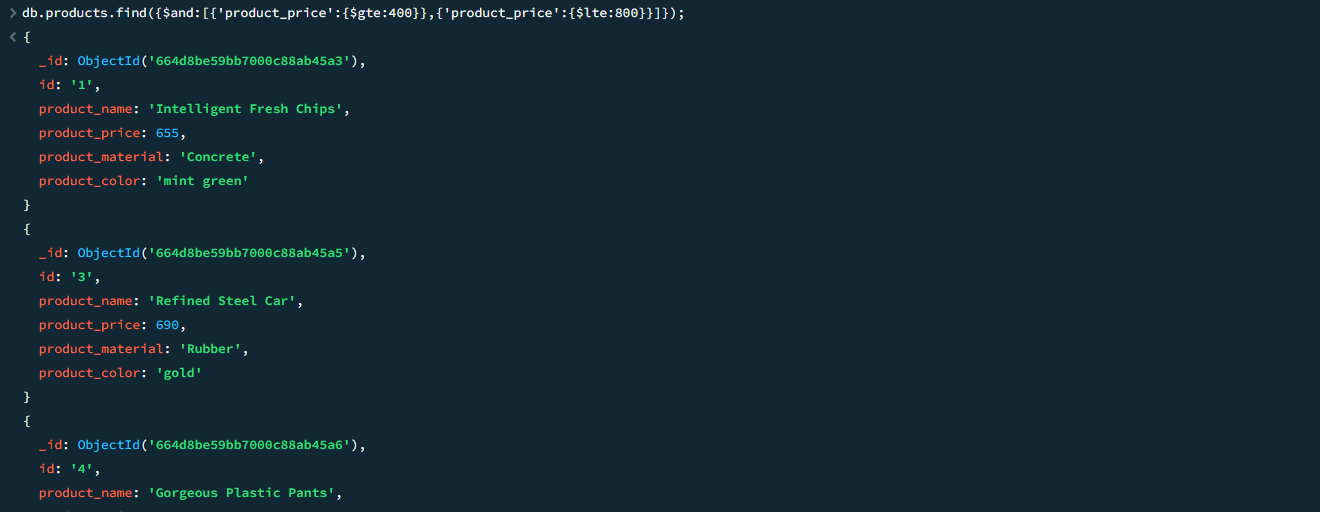 > db.products.find({$and:[{'product_price':{$gte:400}},{'product_price':{$lte:800}}]});
< {
_id: ObjectId('664d8be59bb7000c88ab45a3'),
id: '1',
product_name: 'Intelligent Fresh Chips',
product_price: 655,
product_material: 'Concrete',
product_color: 'mint green'
}
{
_id: ObjectId('664d8be59bb7000c88ab45a5'),
id: '3',
product_name: 'Refined Steel Car',
product_price: 690,
product_material: 'Rubber',
product_color: 'gold'
}
{
_id: ObjectId('664d8be59bb7000c88ab45a6'),
id: '4',
product_name: 'Gorgeous Plastic Pants',